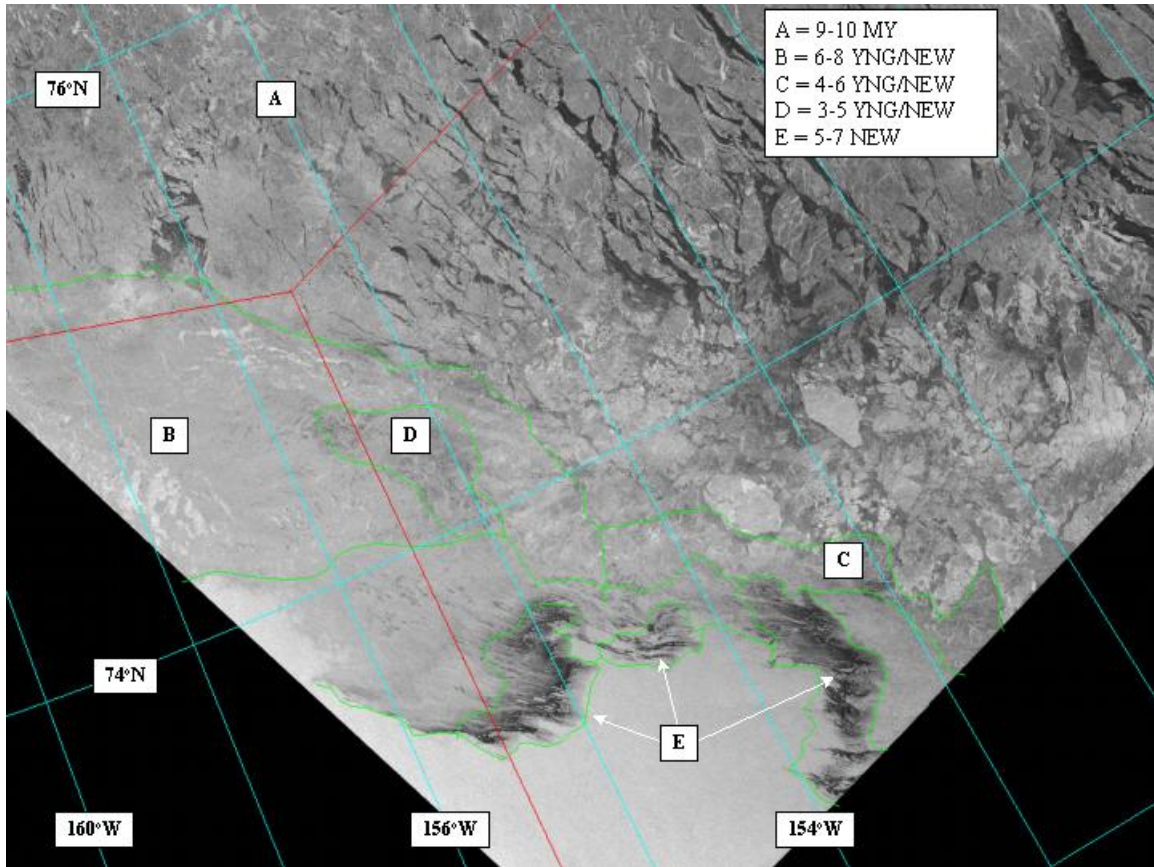 A = 9-10 MY
B = 6-8 YNG/NEW
C = 4-6 YNG/NEW
D = 3-5 YNG/NEW
E = 5-7 NEW
76°N
A
B
D
C
74°N
E
160°W
156°W
154°W